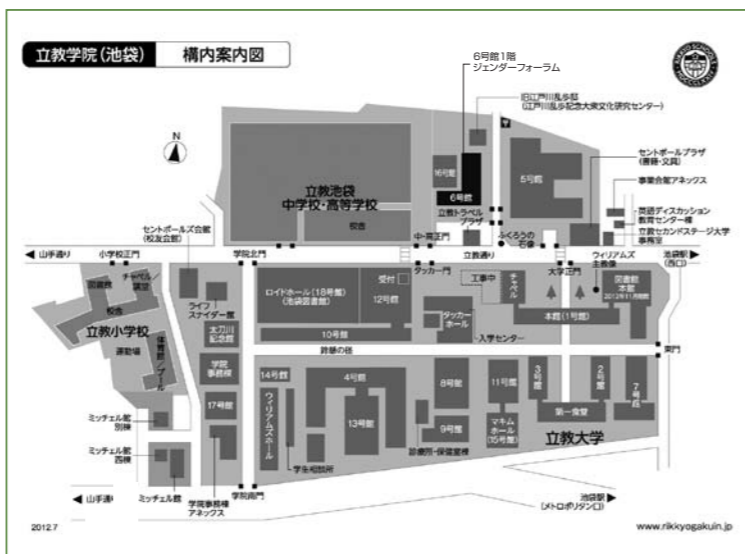 立教学院(池袋)
構内案内図
6号館1階
ジェンダーフォーラム
旧江戸川乱歩邸
(江戸川乱歩記念大衆文化研究センター)
N
16号館
6号館
5号館
セントポールプラザ
(書籍・文具)
事業会館アネックス
英語ディスカッション
教育センター棟
立教セカンドステージ大学
事務室
立教池袋
中学校・高等学校
校舎
立教トラベル
プラザ
ふくろうの
石像
セントポールズ会館
(校友会館)
山手通り
小学校正門
学院北門
中・高正門
タッカー門
立教通り
大学正門
ウィリアムズ
主教像
池袋駅
(西口)
図書館
チャペル/
講堂
校舎
立教小学校
運動場
体育館/プール
ライフ
スナイダー館
太刀川
記念館
学院
事務棟
17号館
ロイドホール(18号館)
(池袋図書館)
受付
12号館
10号館
工事中
チャペル
タッカー
ホール
入学センター
本館(1号館)
図書館
本館
2012年11月開館
鈴懸の径
東門
14号館
ウィリアムズホール
4号館
13号館
学生相談所
8号館
9号館
診療所・保健室棟
11号館
マキム
ホール
(15号館)
3号館
2号館
7号館
第一食堂
立教大学
ミッチェル館
別棟
ミッチェル館
西棟
ミッチェル館
学院事務棟
アネックス
学院南門
山手通り
池袋駅
(メトロポリタン口)
2012.7
www.rikkyogakuin.jp